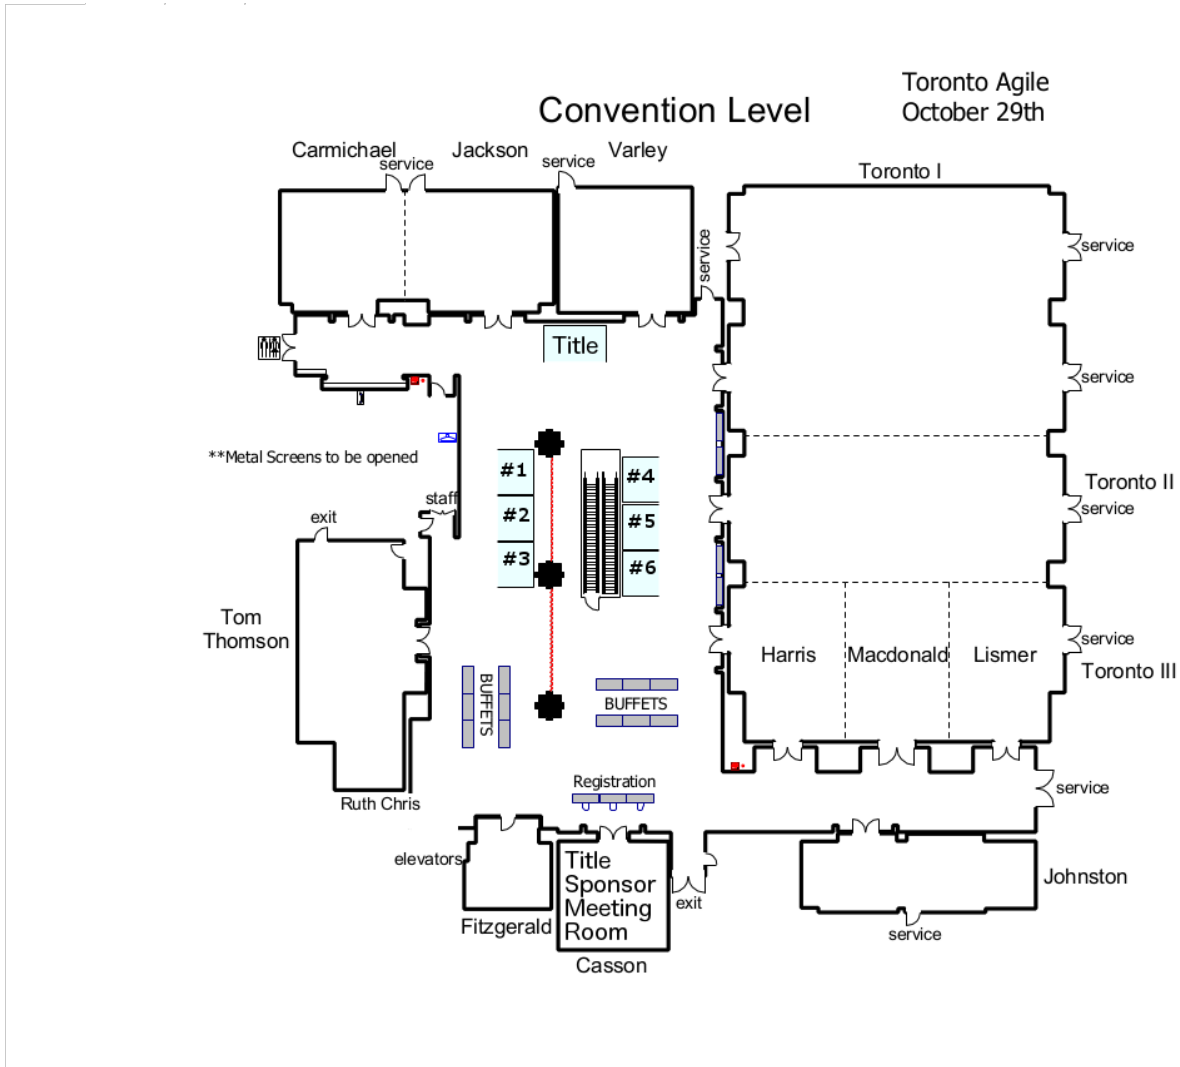 Toronto Agile
October 29th
Convention Level
Carmichael
service
Jackson
service
Varley
Toronto I
service
service
Title
service
**Metal Screens to be opened
#1
#2
#3
#4
#5
#6
Toronto II
service
staff
exit
Tom
Thomson
Harris
Macdonald
Lismer
service
Toronto III
BUFFETS
BUFFETS
Registration
Ruth Chris
service
elevators
Title
Sponsor
Meeting
Room
exit
Johnston
Fitzgerald
service
Casson